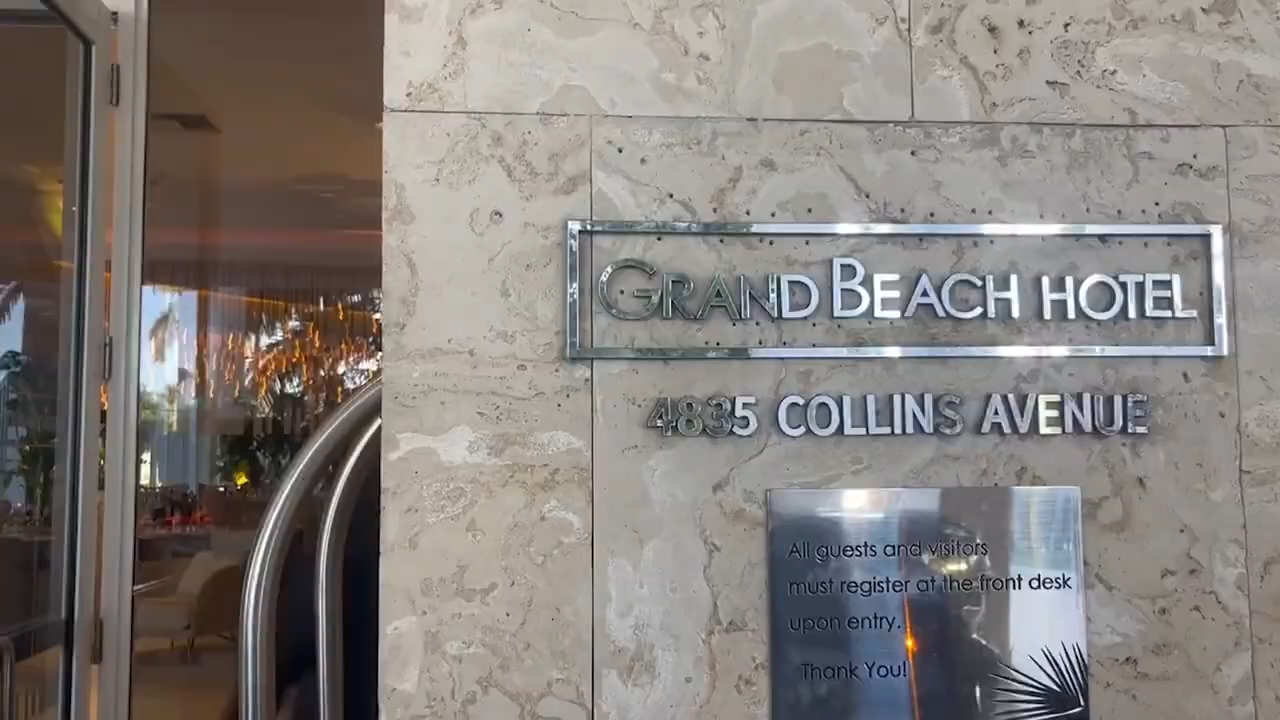 GRAND BEACH HOTEL
4835 COLLINS AVENUE
All guests and visitors
must register at the front desk
upon entry.
Thank You!